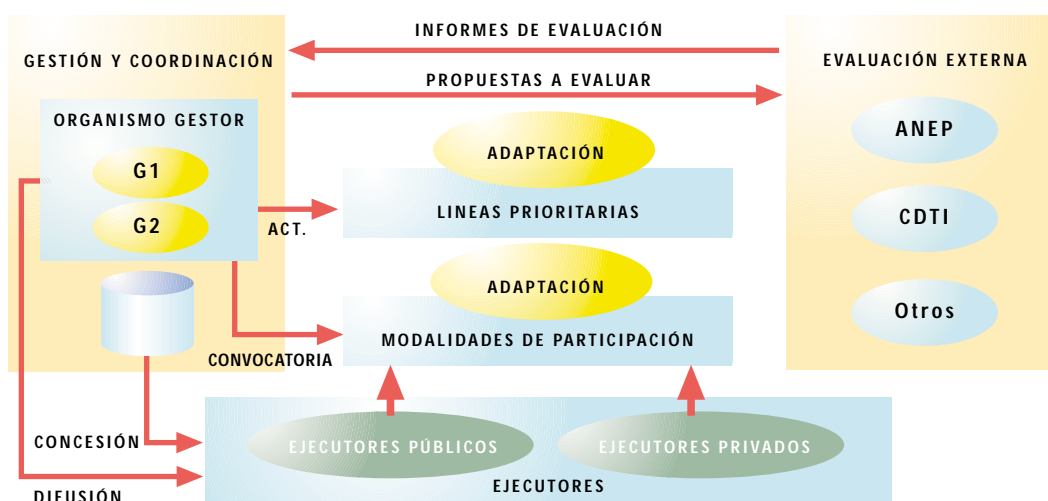 INFORMES DE EVALUACIÓN
GESTIÓN Y COORDINACIÓN
EVALUACIÓN EXTERNA
PROPUESTAS A EVALUAR
ORGANISMO GESTOR
ANEP
ADAPTACIÓN
G1
LINEAS PRIORITARIAS
G2
CDTI
ACT.
ADAPTACIÓN
Otros
MODALIDADES DE PARTICIPACIÓN
CONVOCATORIA
CONCESIÓN
EJECUTORES PÚBLICOS
EJECUTORES PRIVADOS
EJECUTORES
DIFUSIÓN